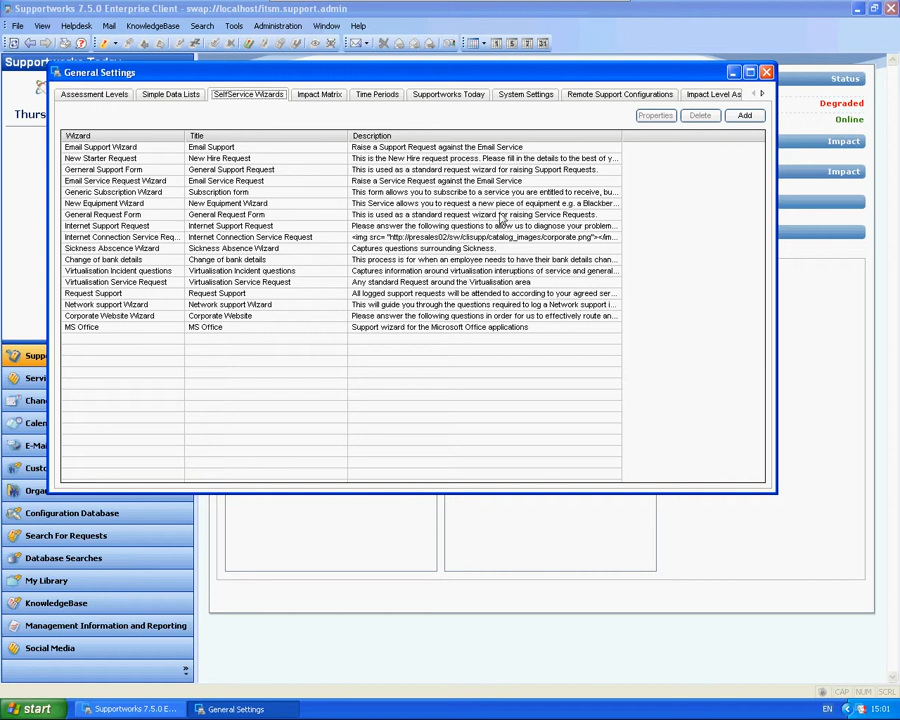 Supportworks 7.5.0 Enterprise Client - swap://localhost/itsm.support.admin
File View Helpdesk Mail KnowledgeBase Search Tools Administration Window Help
Supportworks Today
Thurs
Status
Degraded
Online
Impact
Impact
General Settings
Assessment Levels Simple Data Lists SelfService Wizards Impact Matrix Time Periods Supportworks Today System Settings Remote Support Configurations Impact Level As
Properties Delete Add
Wizard Title Description
Email Support Wizard Email Support Raise a Support Request against the Email Service
New Starter Request New Hire Request This is the New Hire request process. Please fill in the details to the best of y...
Gerneral Support Form General Support Request This is used as a standard request wizard for raising Support Requests.
Email Service Request Wizard Email Service Request Raise a Service Request against the Email Service
Generic Subscription Wizard Subscription form This form allows you to subscribe to a service you are entitled to receive, bu...
New Equipment Wizard New Equipment Wizard This Service allows you to request a new piece of equipment e.g. a Blackber...
General Request Form General Request Form This is used as a standard request wizard for raising Service Requests.
Internet Support Request Internet Support Request Please answer the following questions to allow us to diagnose your problem...
Internet Connection Service Req... Internet Connection Service Request <img src= "http://presales02/sw/clisupp/catalog_images/corporate.png"></im...
Sickness Abscence Wizard Sickness Abscence Wizard Captures questions surrounding Sickness.
Change of bank details Change of bank details This process is for when an employee needs to have their bank details chan...
Virtualisation Incident questions Virtualisation Incident questions Captures information around virtualisation interuptions of service and general...
Virtualisation Service Request Virtualisation Service Request Any standard Request around the Virtualisation area
Request Support Request Support All logged support requests will be attended to according to your agreed ser...
Network support Wizard Network support Wizard This will guide you through the questions required to log a Network support i...
Corporate Website Wizard Corporate Website Please answer the following questions in order for us to effectively route an...
MS Office MS Office Support wizard for the Microsoft Office applications
Supp
Servi
Chan
Calen
E-Mai
Custo
Organ
Configuration Database
Search For Requests
Database Searches
My Library
KnowledgeBase
Management Information and Reporting
Social Media
CAP NUM SCRL
start Supportworks 7.5.0 E... General Settings EN 15:01